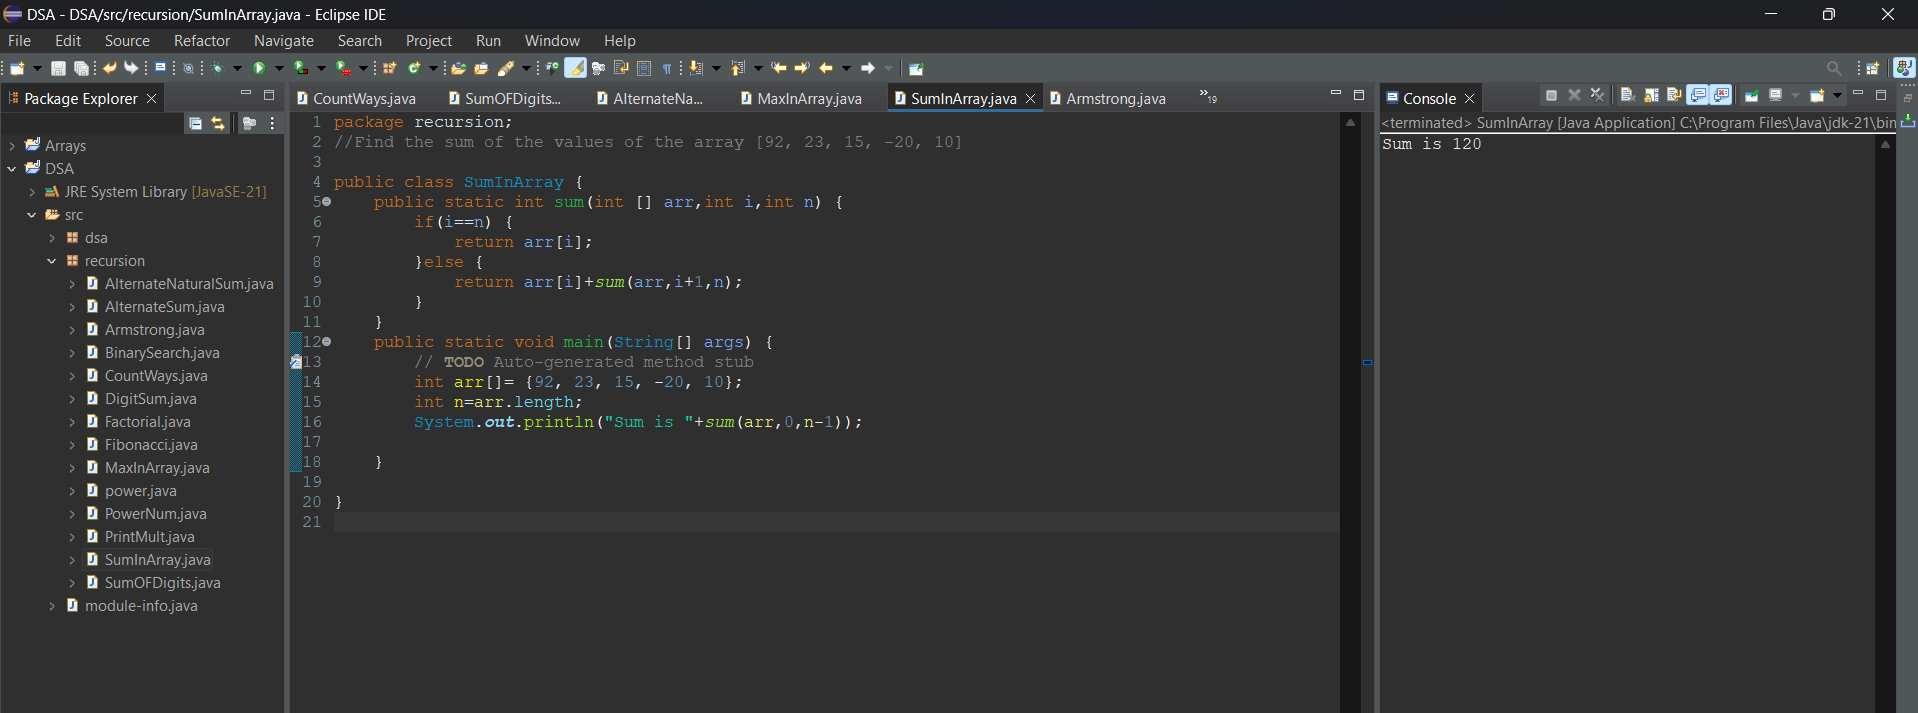 DSA - DSA/src/recursion/SumInArray.java - Eclipse IDE
File Edit Source Refactor Navigate Search Project Run Window Help
Package Explorer
Arrays
DSA
JRE System Library [JavaSE-21]
src
dsa
recursion
AlternateNaturalSum.java
AlternateSum.java
Armstrong.java
BinarySearch.java
CountWays.java
DigitSum.java
Factorial.java
Fibonacci.java
MaxInArray.java
power.java
PowerNum.java
PrintMult.java
SumInArray.java
SumOFDigits.java
module-info.java
CountWays.java SumOFDigits... AlternateNa... MaxInArray.java SumInArray.java Armstrong.java »19
1 package recursion;
2 //Find the sum of the values of the array [92, 23, 15, -20, 10]
3
4 public class SumInArray {
5 public static int sum(int [] arr,int i,int n) {
6 if(i==n) {
7 return arr[i];
8 }else {
9 return arr[i]+sum(arr,i+1,n);
10 }
11 }
12 public static void main(String[] args) {
13 // TODO Auto-generated method stub
14 int arr[]= {92, 23, 15, -20, 10};
15 int n=arr.length;
16 System.out.println("Sum is "+sum(arr,0,n-1));
17
18 }
19
20 }
21
Console
<terminated> SumInArray [Java Application] C:\Program Files\Java\jdk-21\bin
Sum is 120